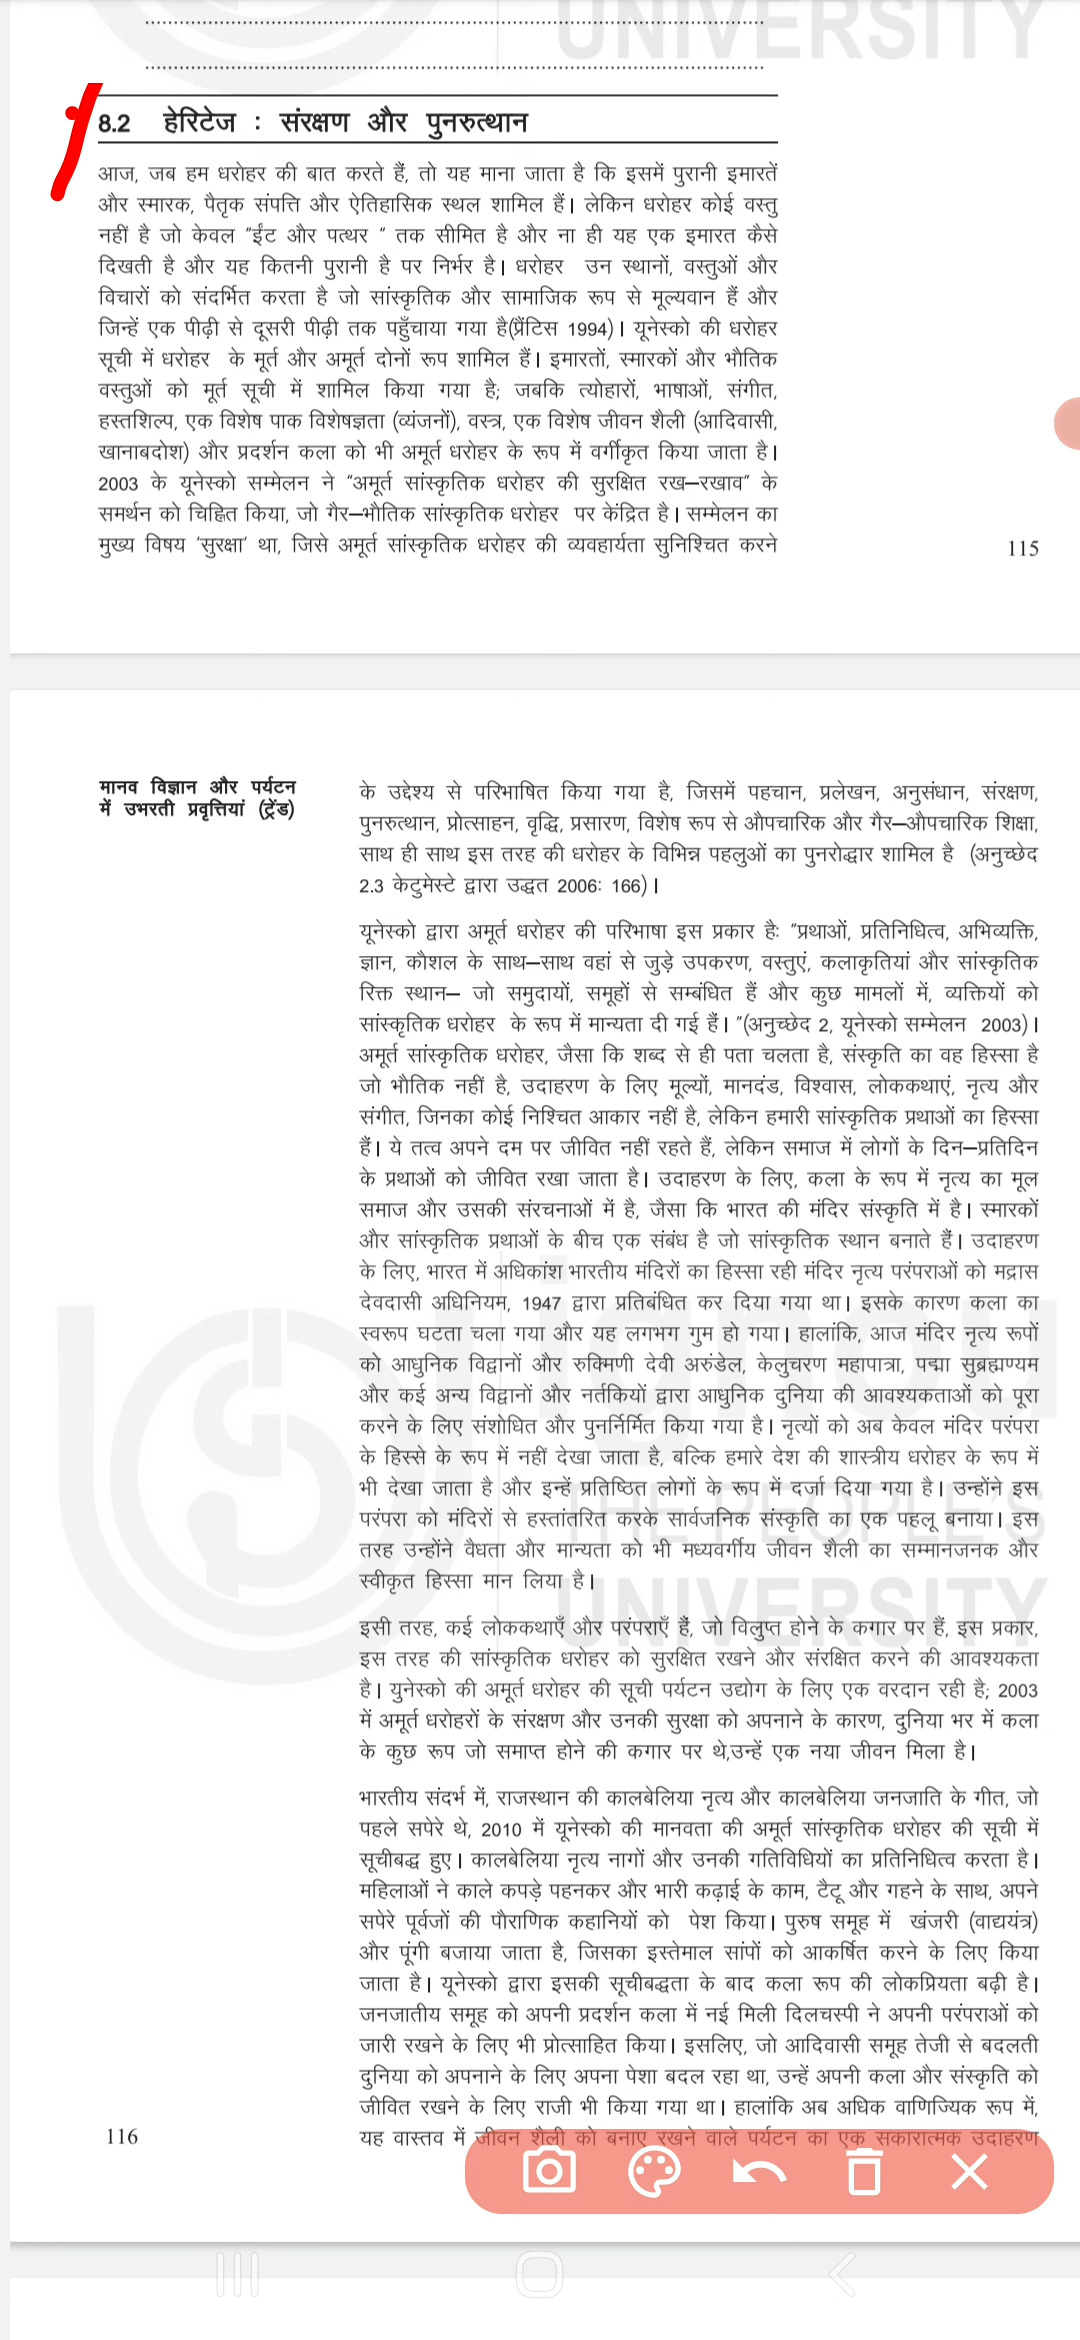 UNIVERSITY
8.2 हेरिटेज : संरक्षण और पुनरुत्थान
आज, जब हम धरोहर की बात करते हैं, तो यह माना जाता है कि इसमें पुरानी इमारतें
और स्मारक, पैतृक संपत्ति और ऐतिहासिक स्थल शामिल हैं। लेकिन धरोहर कोई वस्तु
नहीं है जो केवल “ईंट और पत्थर “ तक सीमित है और ना ही यह एक इमारत कैसे
दिखती है और यह कितनी पुरानी है पर निर्भर है। धरोहर उन स्थानों, वस्तुओं और
विचारों को संदर्भित करता है जो सांस्कृतिक और सामाजिक रूप से मूल्यवान हैं और
जिन्हें एक पीढ़ी से दूसरी पीढ़ी तक पहुँचाया गया है(प्रैंटिस 1994)। यूनेस्को की धरोहर
सूची में धरोहर के मूर्त और अमूर्त दोनों रूप शामिल हैं। इमारतों, स्मारकों और भौतिक
वस्तुओं को मूर्त सूची में शामिल किया गया है; जबकि त्योहारों, भाषाओं, संगीत,
हस्तशिल्प, एक विशेष पाक विशेषज्ञता (व्यंजनों), वस्त्र, एक विशेष जीवन शैली (आदिवासी,
खानाबदोश) और प्रदर्शन कला को भी अमूर्त धरोहर के रूप में वर्गीकृत किया जाता है।
2003 के यूनेस्को सम्मेलन ने “अमूर्त सांस्कृतिक धरोहर की सुरक्षित रख–रखाव” के
समर्थन को चिह्नित किया, जो गैर–भौतिक सांस्कृतिक धरोहर पर केंद्रित है। सम्मेलन का
मुख्य विषय ‘सुरक्षा’ था, जिसे अमूर्त सांस्कृतिक धरोहर की व्यवहार्यता सुनिश्चित करने
115
मानव विज्ञान और पर्यटन
में उभरती प्रवृत्तियां (ट्रेंड)
के उद्देश्य से परिभाषित किया गया है, जिसमें पहचान, प्रलेखन, अनुसंधान, संरक्षण,
पुनरुत्थान, प्रोत्साहन, वृद्धि, प्रसारण, विशेष रूप से औपचारिक और गैर–औपचारिक शिक्षा,
साथ ही साथ इस तरह की धरोहर के विभिन्न पहलुओं का पुनरोद्धार शामिल है (अनुच्छेद
2.3 केटुमेस्टे द्वारा उद्धत 2006: 166)।
यूनेस्को द्वारा अमूर्त धरोहर की परिभाषा इस प्रकार है: “प्रथाओं, प्रतिनिधित्व, अभिव्यक्ति,
ज्ञान, कौशल के साथ–साथ वहां से जुड़े उपकरण, वस्तुएं, कलाकृतियां और सांस्कृतिक
रिक्त स्थान– जो समुदायों, समूहों से सम्बंधित हैं और कुछ मामलों में, व्यक्तियों को
सांस्कृतिक धरोहर के रूप में मान्यता दी गई हैं। “(अनुच्छेद 2, यूनेस्को सम्मेलन 2003)।
अमूर्त सांस्कृतिक धरोहर, जैसा कि शब्द से ही पता चलता है, संस्कृति का वह हिस्सा है
जो भौतिक नहीं है, उदाहरण के लिए मूल्यों, मानदंड, विश्वास, लोककथाएं, नृत्य और
संगीत, जिनका कोई निश्चित आकार नहीं है, लेकिन हमारी सांस्कृतिक प्रथाओं का हिस्सा
हैं। ये तत्व अपने दम पर जीवित नहीं रहते हैं, लेकिन समाज में लोगों के दिन–प्रतिदिन
के प्रथाओं को जीवित रखा जाता है। उदाहरण के लिए, कला के रूप में नृत्य का मूल
समाज और उसकी संरचनाओं में है, जैसा कि भारत की मंदिर संस्कृति में है। स्मारकों
और सांस्कृतिक प्रथाओं के बीच एक संबंध है जो सांस्कृतिक स्थान बनाते हैं। उदाहरण
के लिए, भारत में अधिकांश भारतीय मंदिरों का हिस्सा रही मंदिर नृत्य परंपराओं को मद्रास
देवदासी अधिनियम, 1947 द्वारा प्रतिबंधित कर दिया गया था। इसके कारण कला का
स्वरूप घटता चला गया और यह लगभग गुम हो गया। हालांकि, आज मंदिर नृत्य रूपों
को आधुनिक विद्वानों और रुक्मिणी देवी अरुंडेल, केलुचरण महापात्रा, पद्मा सुब्रह्मण्यम
और कई अन्य विद्वानों और नर्तकियों द्वारा आधुनिक दुनिया की आवश्यकताओं को पूरा
करने के लिए संशोधित और पुनर्निर्मित किया गया है। नृत्यों को अब केवल मंदिर परंपरा
के हिस्से के रूप में नहीं देखा जाता है, बल्कि हमारे देश की शास्त्रीय धरोहर के रूप में
भी देखा जाता है और इन्हें प्रतिष्ठित लोगों के रूप में दर्जा दिया गया है। उन्होंने इस
परंपरा को मंदिरों से हस्तांतरित करके सार्वजनिक संस्कृति का एक पहलू बनाया। इस
तरह उन्होंने वैधता और मान्यता को भी मध्यवर्गीय जीवन शैली का सम्मानजनक और
स्वीकृत हिस्सा मान लिया है।
ignou
THE PEOPLE'S
UNIVERSITY
इसी तरह, कई लोककथाएँ और परंपराएँ हैं, जो विलुप्त होने के कगार पर हैं, इस प्रकार,
इस तरह की सांस्कृतिक धरोहर को सुरक्षित रखने और संरक्षित करने की आवश्यकता
है। युनेस्को की अमूर्त धरोहर की सूची पर्यटन उद्योग के लिए एक वरदान रही है; 2003
में अमूर्त धरोहरों के संरक्षण और उनकी सुरक्षा को अपनाने के कारण, दुनिया भर में कला
के कुछ रूप जो समाप्त होने की कगार पर थे,उन्हें एक नया जीवन मिला है।
भारतीय संदर्भ में, राजस्थान की कालबेलिया नृत्य और कालबेलिया जनजाति के गीत, जो
पहले सपेरे थे, 2010 में यूनेस्को की मानवता की अमूर्त सांस्कृतिक धरोहर की सूची में
सूचीबद्ध हुए। कालबेलिया नृत्य नागों और उनकी गतिविधियों का प्रतिनिधित्व करता है।
महिलाओं ने काले कपड़े पहनकर और भारी कढ़ाई के काम, टैटू और गहने के साथ, अपने
सपेरे पूर्वजों की पौराणिक कहानियों को पेश किया। पुरुष समूह में खंजरी (वाद्ययंत्र)
और पूंगी बजाया जाता है, जिसका इस्तेमाल सांपों को आकर्षित करने के लिए किया
जाता है। यूनेस्को द्वारा इसकी सूचीबद्धता के बाद कला रूप की लोकप्रियता बढ़ी है।
जनजातीय समूह को अपनी प्रदर्शन कला में नई मिली दिलचस्पी ने अपनी परंपराओं को
जारी रखने के लिए भी प्रोत्साहित किया। इसलिए, जो आदिवासी समूह तेजी से बदलती
दुनिया को अपनाने के लिए अपना पेशा बदल रहा था, उन्हें अपनी कला और संस्कृति को
जीवित रखने के लिए राजी भी किया गया था। हालांकि अब अधिक वाणिज्यिक रूप में,
यह वास्तव में जीवन शैली को बनाए रखने वाले पर्यटन का एक सकारात्मक उदाहरण
116